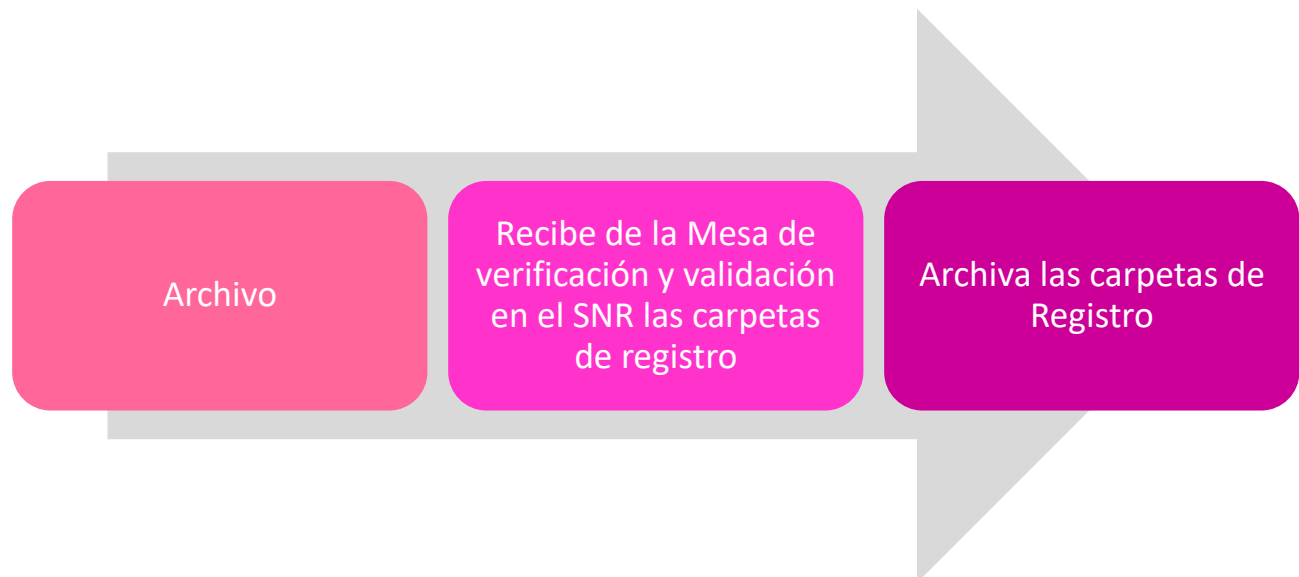 Archivo
Recibe de la Mesa de
verificación y validación
en el SNR las carpetas
de registro
Archiva las carpetas de
Registro